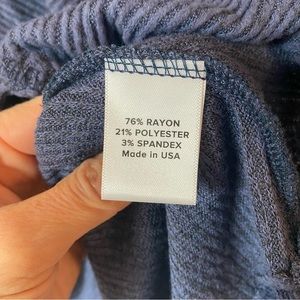 76% RAYON
21% POLYESTER
3% SPANDEX
Made in USA